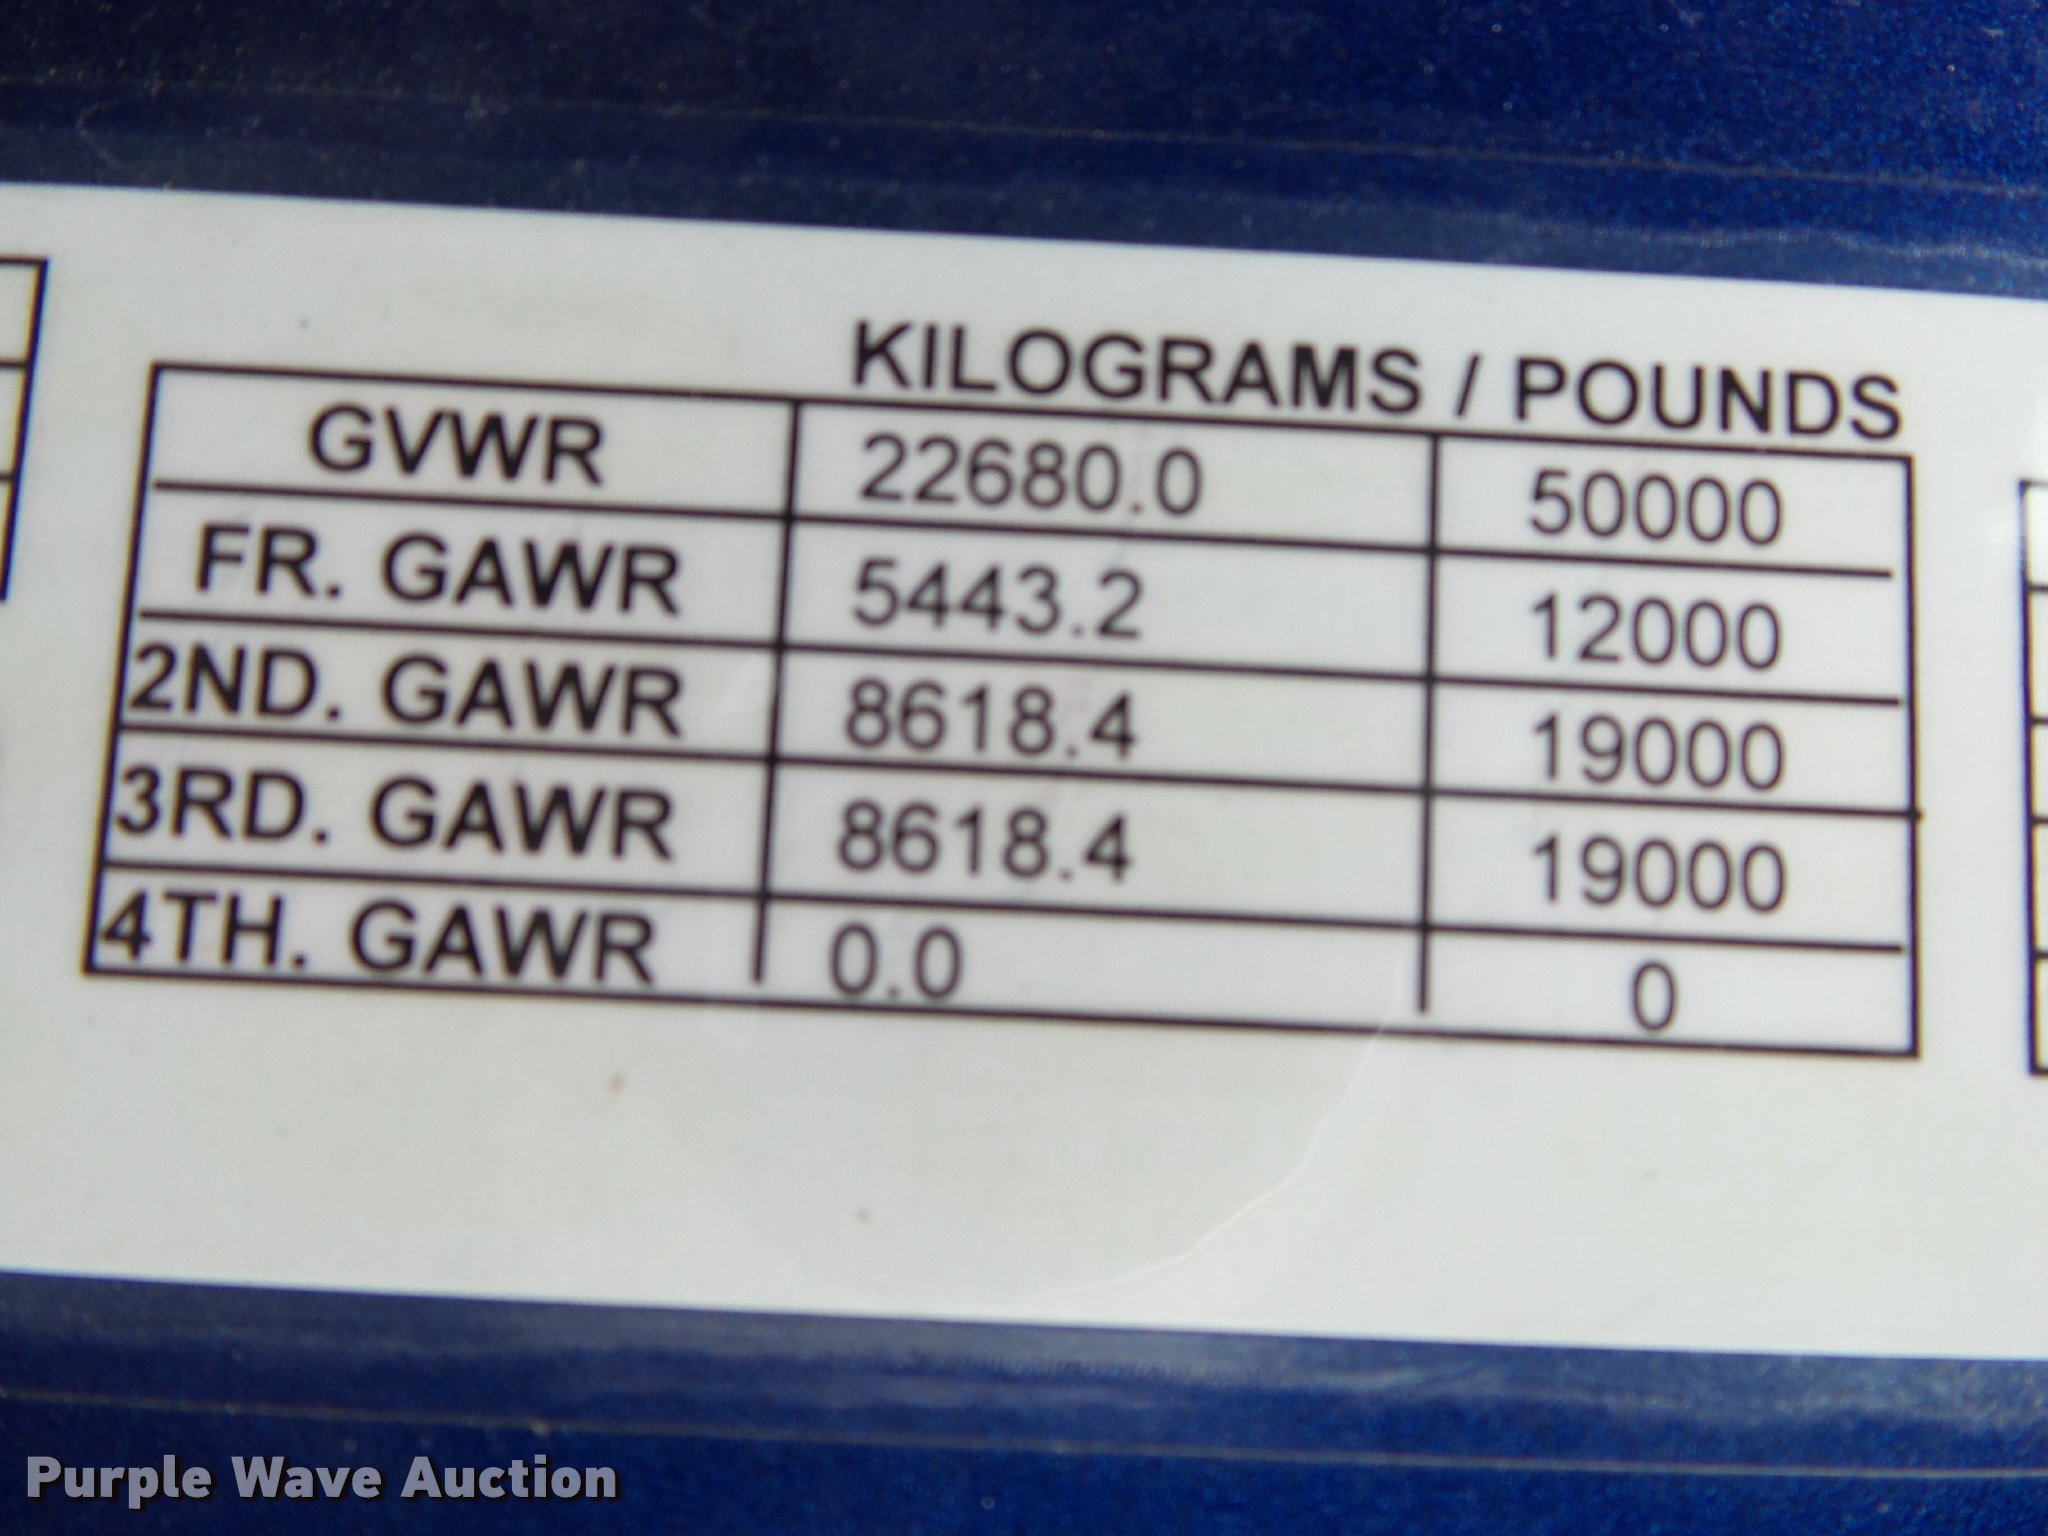 KILOGRAMS / POUNDS
GVWR 22680.0 50000
FR. GAWR 5443.2 12000
2ND. GAWR 8618.4 19000
3RD. GAWR 8618.4 19000
4TH. GAWR 0.0 0
Purple Wave Auction